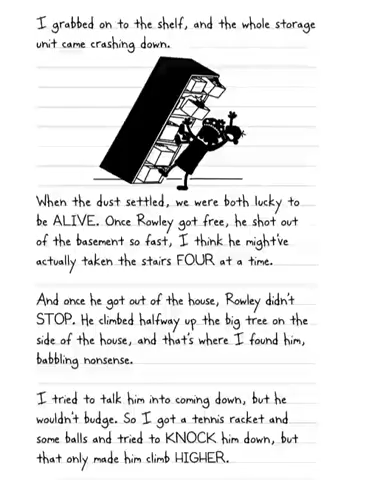 I grabbed on to the shelf, and the whole storage
unit came crashing down.
When the dust settled, we were both lucky to
be ALIVE. Once Rowley got free, he shot out
of the basement so fast, I think he might've
actually taken the stairs FOUR at a time.
And once he got out of the house, Rowley didn't
STOP. He climbed halfway up the big tree on the
side of the house, and that's where I found him,
babbling nonsense.
I tried to talk him into coming down, but he
wouldn't budge. So I got a tennis racket and
some balls and tried to KNOCK him down, but
that only made him climb HIGHER.